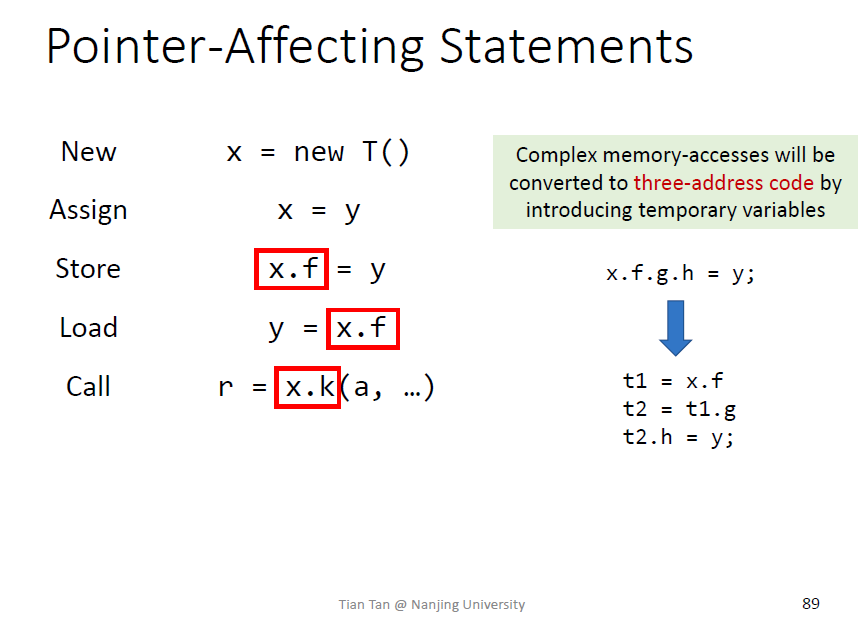 Pointer-Affecting Statements
New x = new T()
Assign x = y
Store x.f = y
Load y = x.f
Call r = x.k(a, …)
Complex memory-accesses will be
converted to three-address code by
introducing temporary variables
x.f.g.h = y;
t1 = x.f
t2 = t1.g
t2.h = y;
Tian Tan @ Nanjing University
89